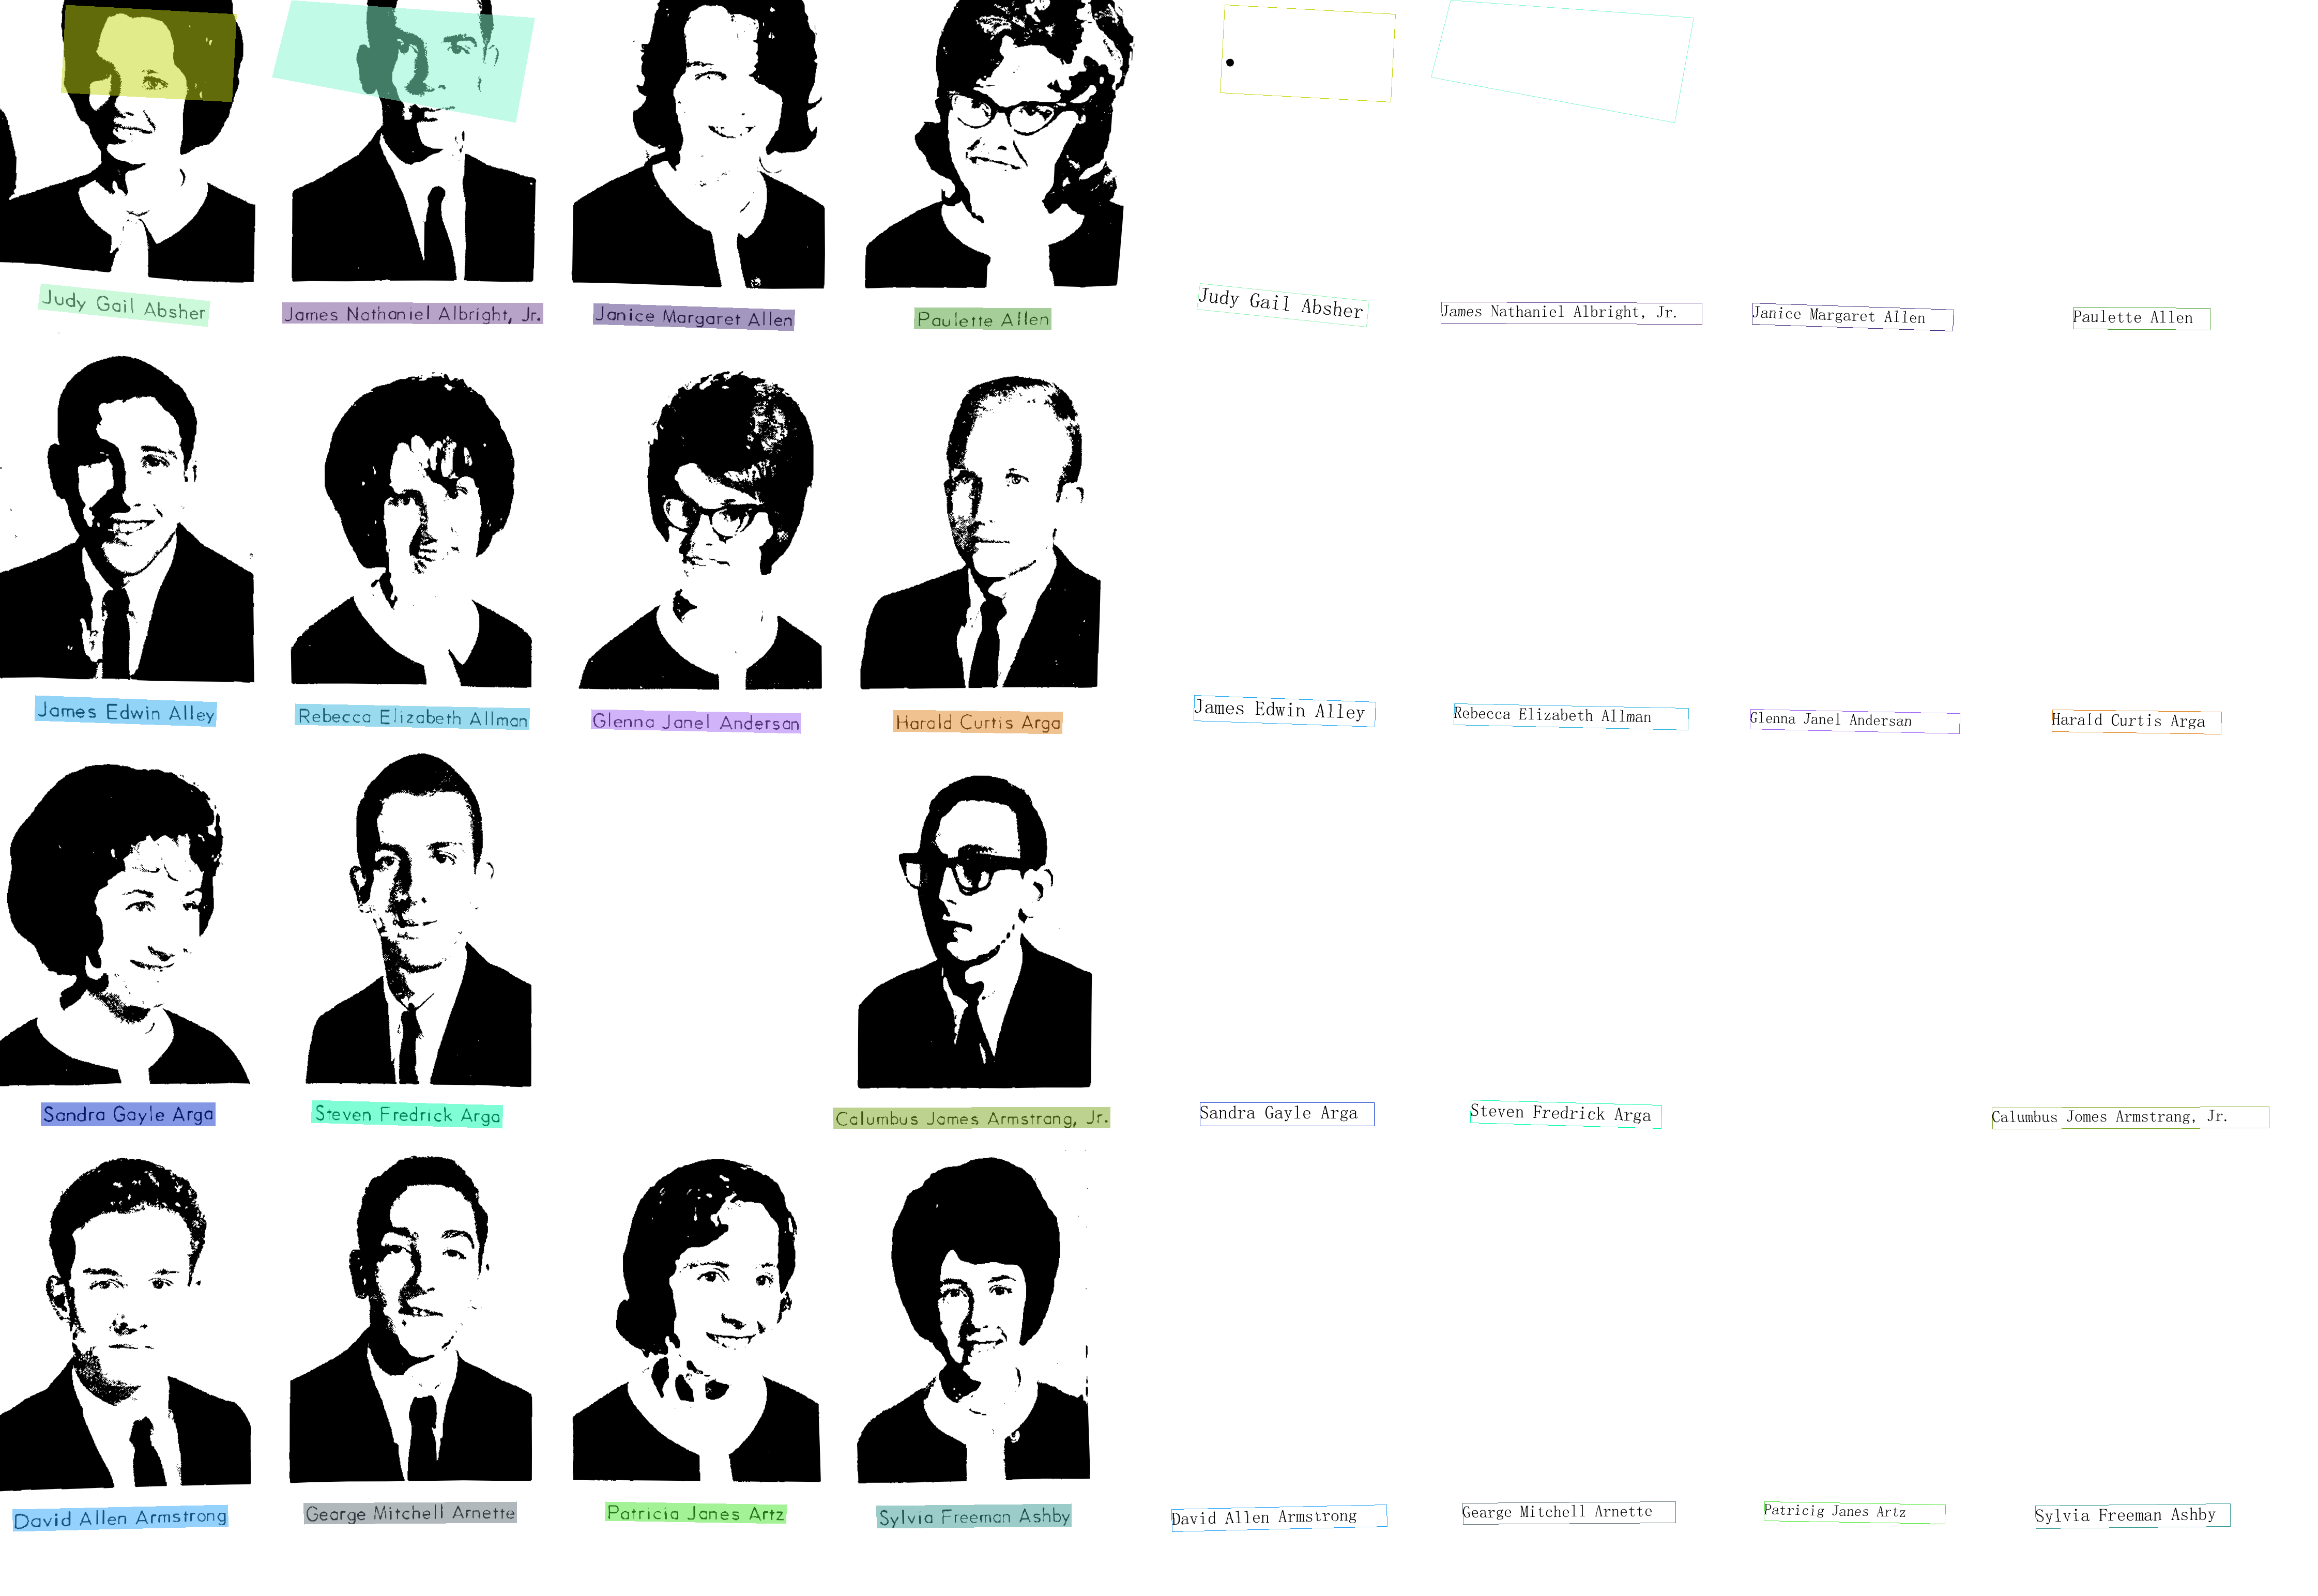 Judy Gail Absher
James Nathaniel Albright, Jr.
Janice Margaret Allen
Paulette Allen
James Edwin Alley
Rebecca Elizabeth Allman
Glenna Janel Andersan
Harald Curtis Arga
Sandra Gayle Arga
Steven Fredrick Arga
Calumbus James Armstrang, Jr.
David Allen Armstrong
Gearge Mitchell Arnette
Patricia Janes Artz
Sylvia Freeman Ashby
Judy Gail Absher
James Nathaniel Albright, Jr.
Janice Margaret Allen
Paulette Allen
James Edwin Alley
Rebecca Elizabeth Allman
Glenna Janel Andersan
Harald Curtis Arga
Sandra Gayle Arga
Steven Fredrick Arga
Calumbus Jomes Armstrang, Jr.
David Allen Armstrong
Gearge Mitchell Arnette
Patricig Janes Artz
Sylvia Freeman Ashby